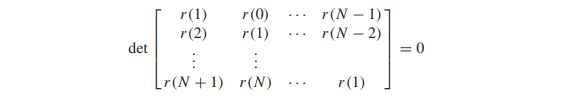 r(1) r(0) ⋯ r(N − 1)
r(2) r(1) ⋯ r(N − 2)
det ⋮ ⋮ = 0
r(N + 1) r(N) ⋯ r(1)